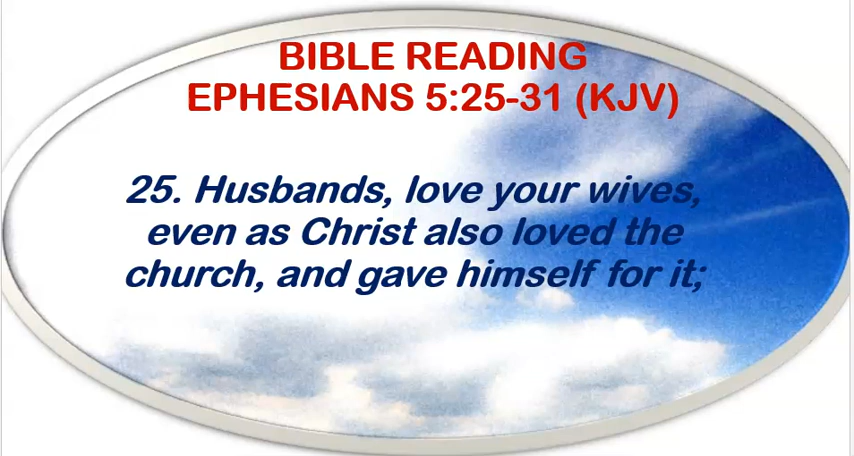 BIBLE READING
EPHESIANS 5:25-31 (KJV)
25. Husbands, love your wives,
even as Christ also loved the
church, and gave himself for it;